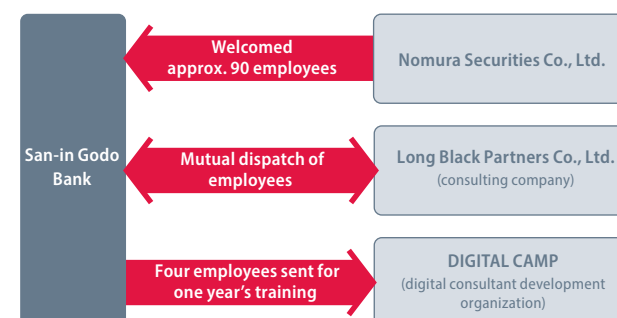 San-in Godo
Bank
Welcomed
approx. 90 employees
Nomura Securities Co., Ltd.
Mutual dispatch of
employees
Long Black Partners Co., Ltd.
(consulting company)
Four employees sent for
one year's training
DIGITAL CAMP
(digital consultant development
organization)